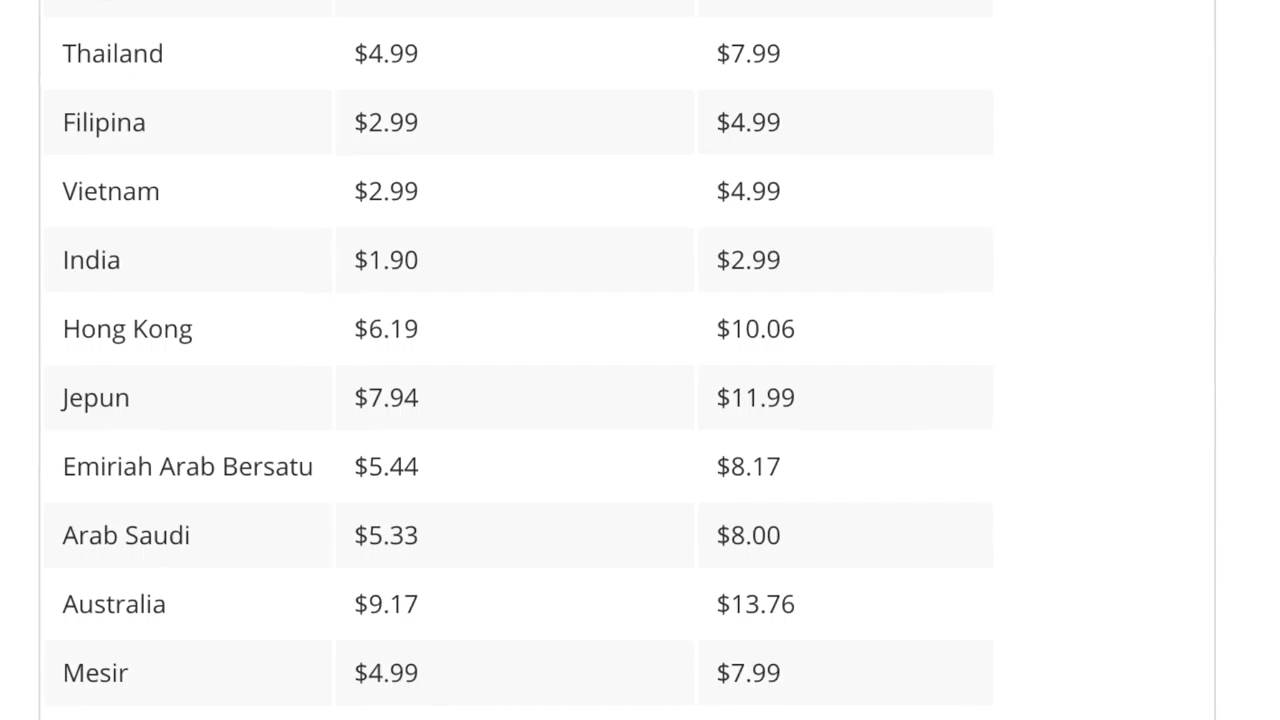 Thailand $4.99 $7.99
Filipina $2.99 $4.99
Vietnam $2.99 $4.99
India $1.90 $2.99
Hong Kong $6.19 $10.06
Jepun $7.94 $11.99
Emiriah Arab Bersatu $5.44 $8.17
Arab Saudi $5.33 $8.00
Australia $9.17 $13.76
Mesir $4.99 $7.99